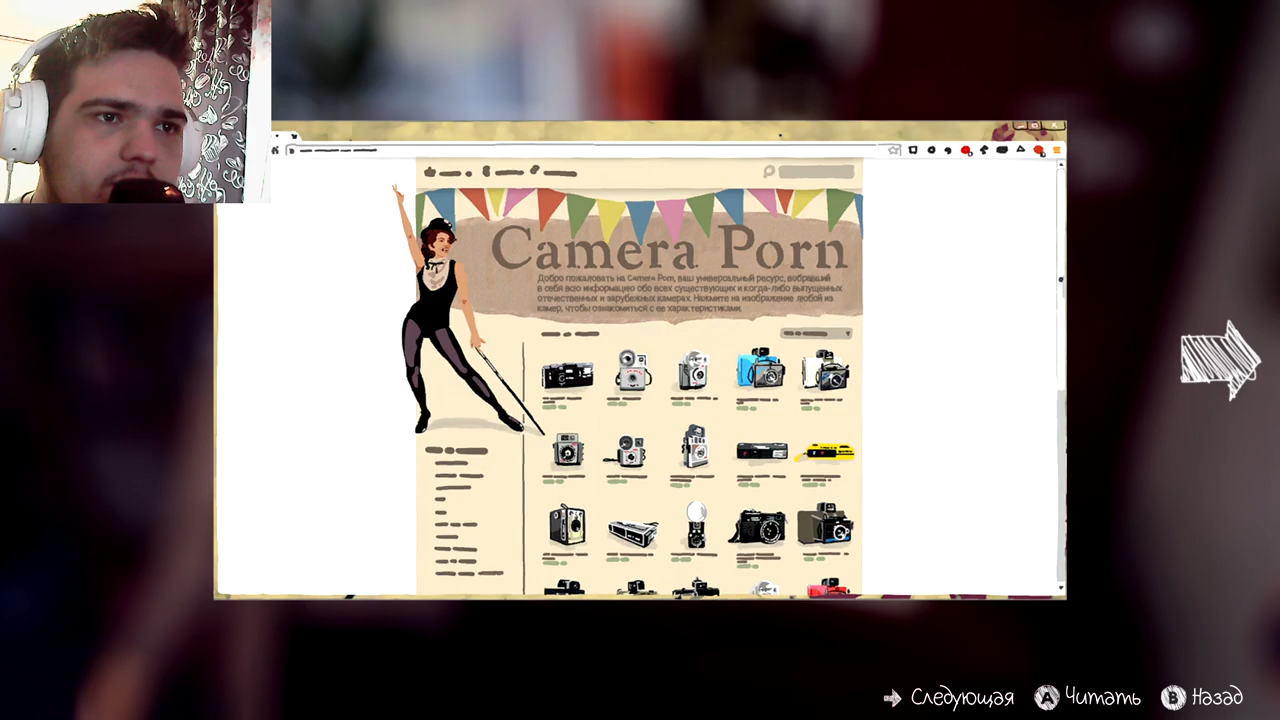 Camera Porn
Добро пожаловать на Camera Porn, ваш универсальный ресурс, вобравший
в себя всю информацию обо всех существующих и когда-либо выпущенных
отечественных и зарубежных камерах. Нажмите на изображение любой из
камер, чтобы ознакомиться с ее характеристиками.
Следующая
A Читать
B Назад